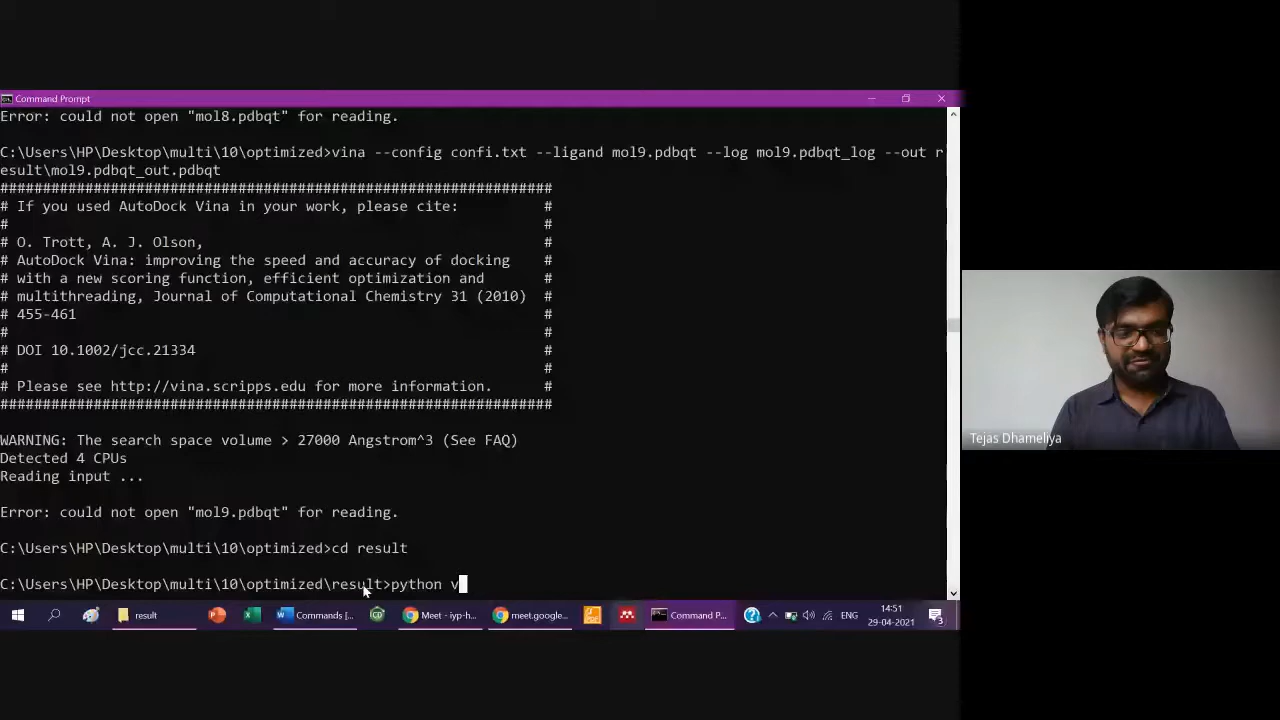 Command Prompt
Error: could not open "mol8.pdbqt" for reading.
C:\Users\HP\Desktop\multi\10\optimized>vina --config confi.txt --ligand mol9.pdbqt --log mol9.pdbqt_log --out r
esult\mol9.pdbqt_out.pdbqt
#################################################################
# If you used AutoDock Vina in your work, please cite: #
# #
# O. Trott, A. J. Olson, #
# AutoDock Vina: improving the speed and accuracy of docking #
# with a new scoring function, efficient optimization and #
# multithreading, Journal of Computational Chemistry 31 (2010) #
# 455-461 #
# #
# DOI 10.1002/jcc.21334 #
# #
# Please see http://vina.scripps.edu for more information. #
#################################################################
WARNING: The search space volume > 27000 Angstrom^3 (See FAQ)
Detected 4 CPUs
Reading input ...
Error: could not open "mol9.pdbqt" for reading.
C:\Users\HP\Desktop\multi\10\optimized>cd result
C:\Users\HP\Desktop\multi\10\optimized\result>python v
Tejas Dhameliya
result
Commands [...
Meet - iyp-h...
meet.google...
Command P...
ENG
14:51
29-04-2021
3